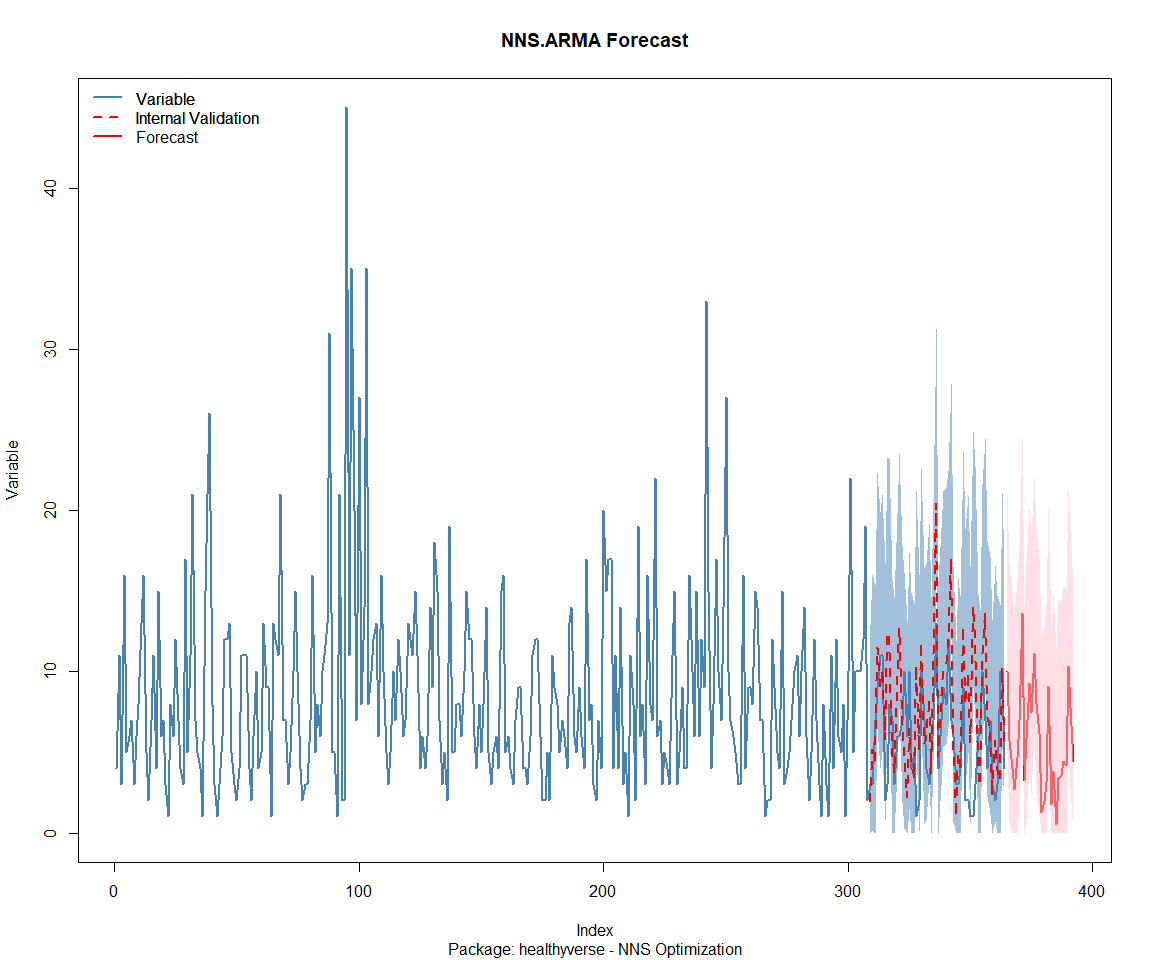 NNS.ARMA Forecast
Variable
Internal Validation
Forecast
Variable
40
30
20
10
0
0
100
200
300
400
Index
Package: healthyverse - NNS Optimization